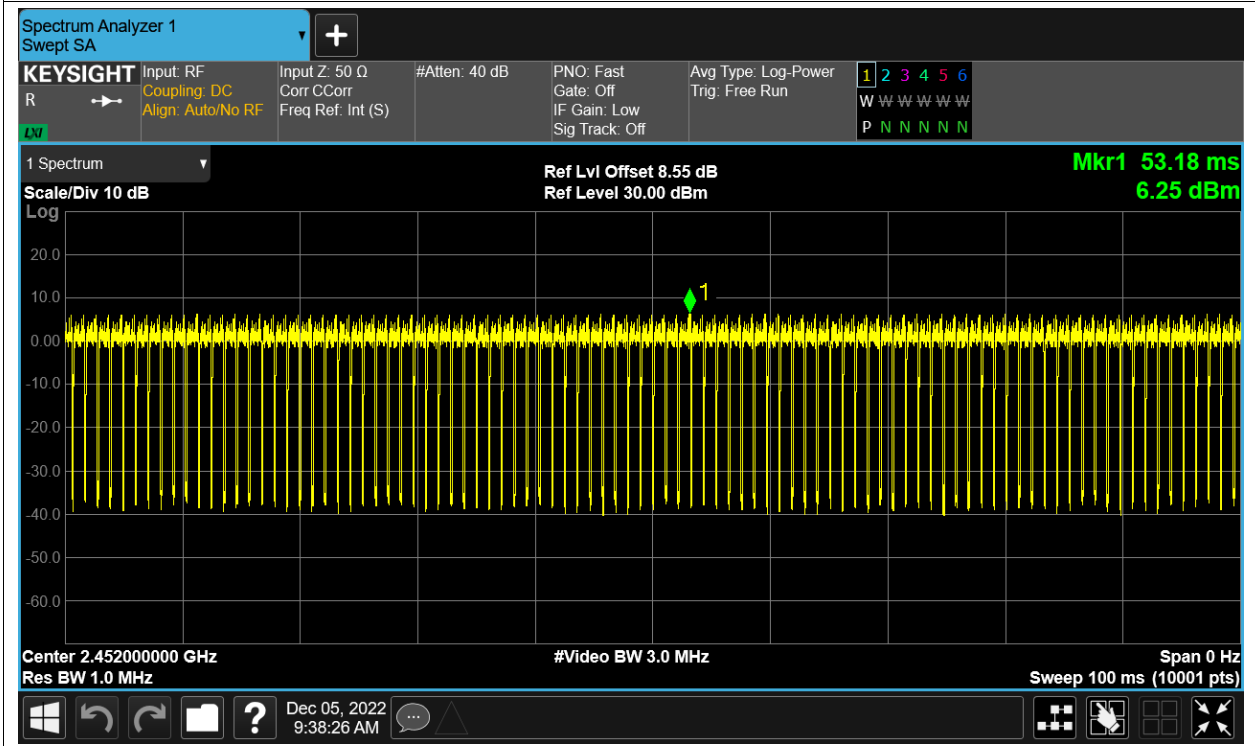 Spectrum Analyzer 1
Swept SA
KEYSIGHT Input: RF Input Z: 50 Ω #Atten: 40 dB PNO: Fast Avg Type: Log-Power 1 2 3 4 5 6
R Coupling: DC Corr CCorr Gate: Off Trig: Free Run W W W W W W
Align: Auto/No RF Freq Ref: Int (S) IF Gain: Low
LXI Sig Track: Off P N N N N N
1 Spectrum Ref Lvl Offset 8.55 dB Mkr1 53.18 ms
Scale/Div 10 dB Ref Level 30.00 dBm 6.25 dBm
Log
20.0
10.0
1
0.00
-10.0
-20.0
-30.0
-40.0
-50.0
-60.0
Center 2.452000000 GHz #Video BW 3.0 MHz Span 0 Hz
Res BW 1.0 MHz Sweep 100 ms (10001 pts)
Dec 05, 2022
9:38:26 AM